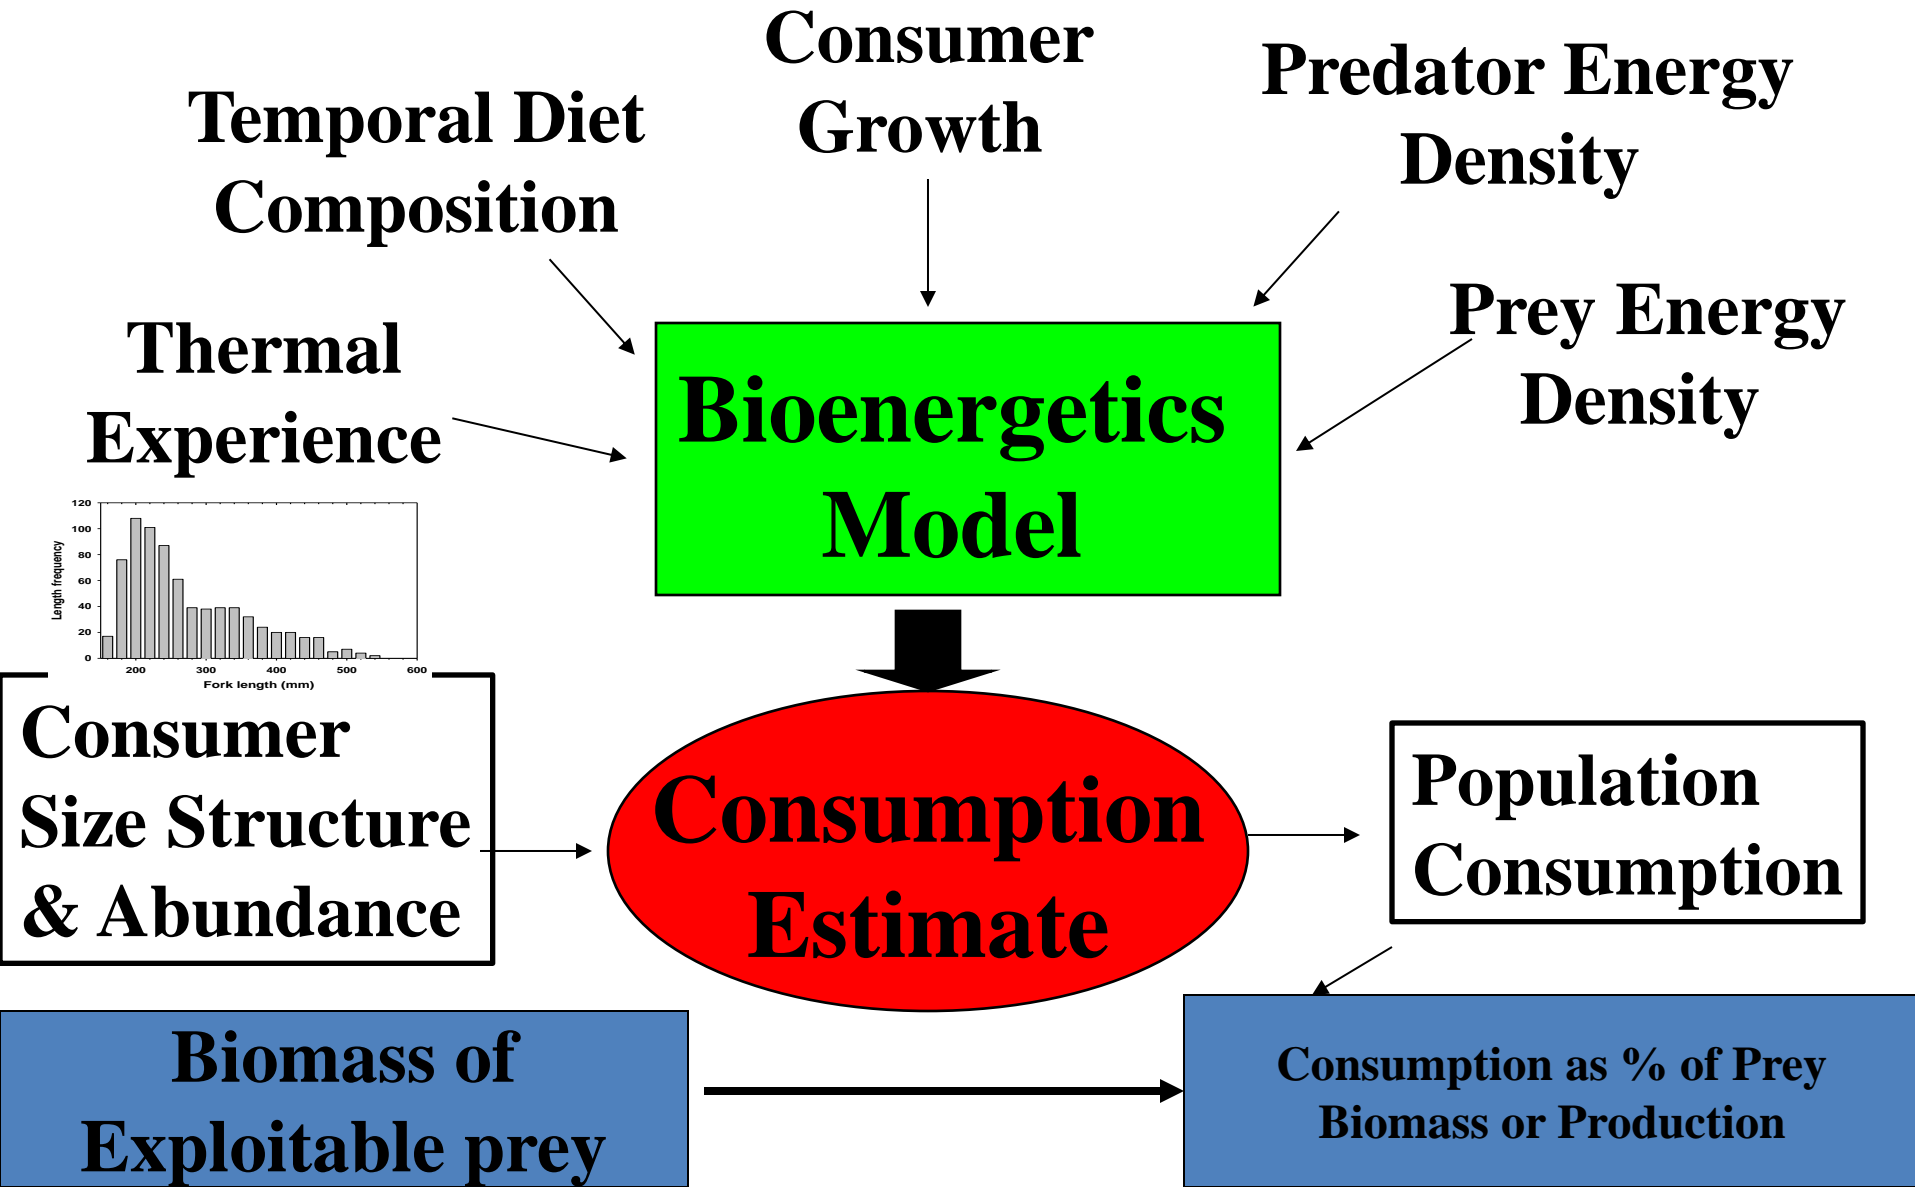 Consumer
Growth
Predator Energy
Density
Temporal Diet
Composition
Prey Energy
Density
Thermal
Experience
Bioenergetics
Model
120
100
80
60
40
20
0
Length frequency
200 300 400 500 600
Fork length (mm)
Consumer
Size Structure
& Abundance
Consumption
Estimate
Population
Consumption
Biomass of
Exploitable prey
Consumption as % of Prey
Biomass or Production